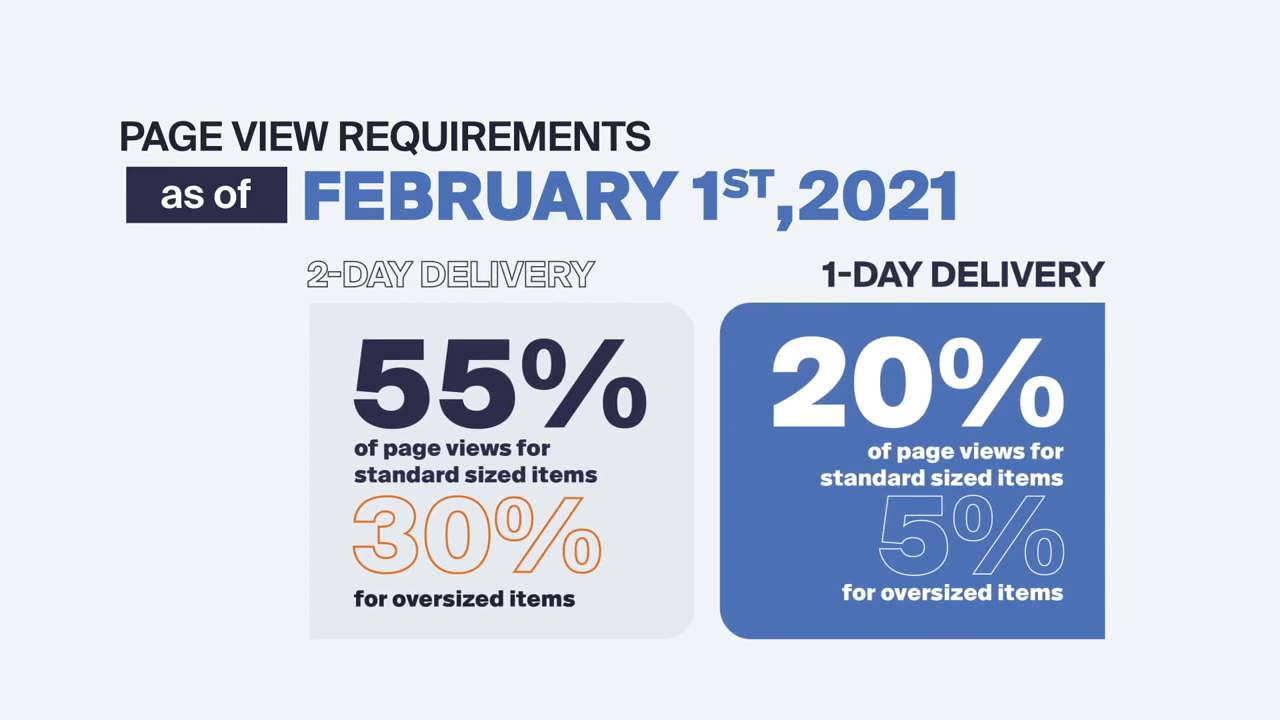 PAGE VIEW REQUIREMENTS
as of FEBRUARY 1ST,2021
2-DAY DELIVERY
55%
of page views for
standard sized items
30%
for oversized items
1-DAY DELIVERY
20%
of page views for
standard sized items
5%
for oversized items